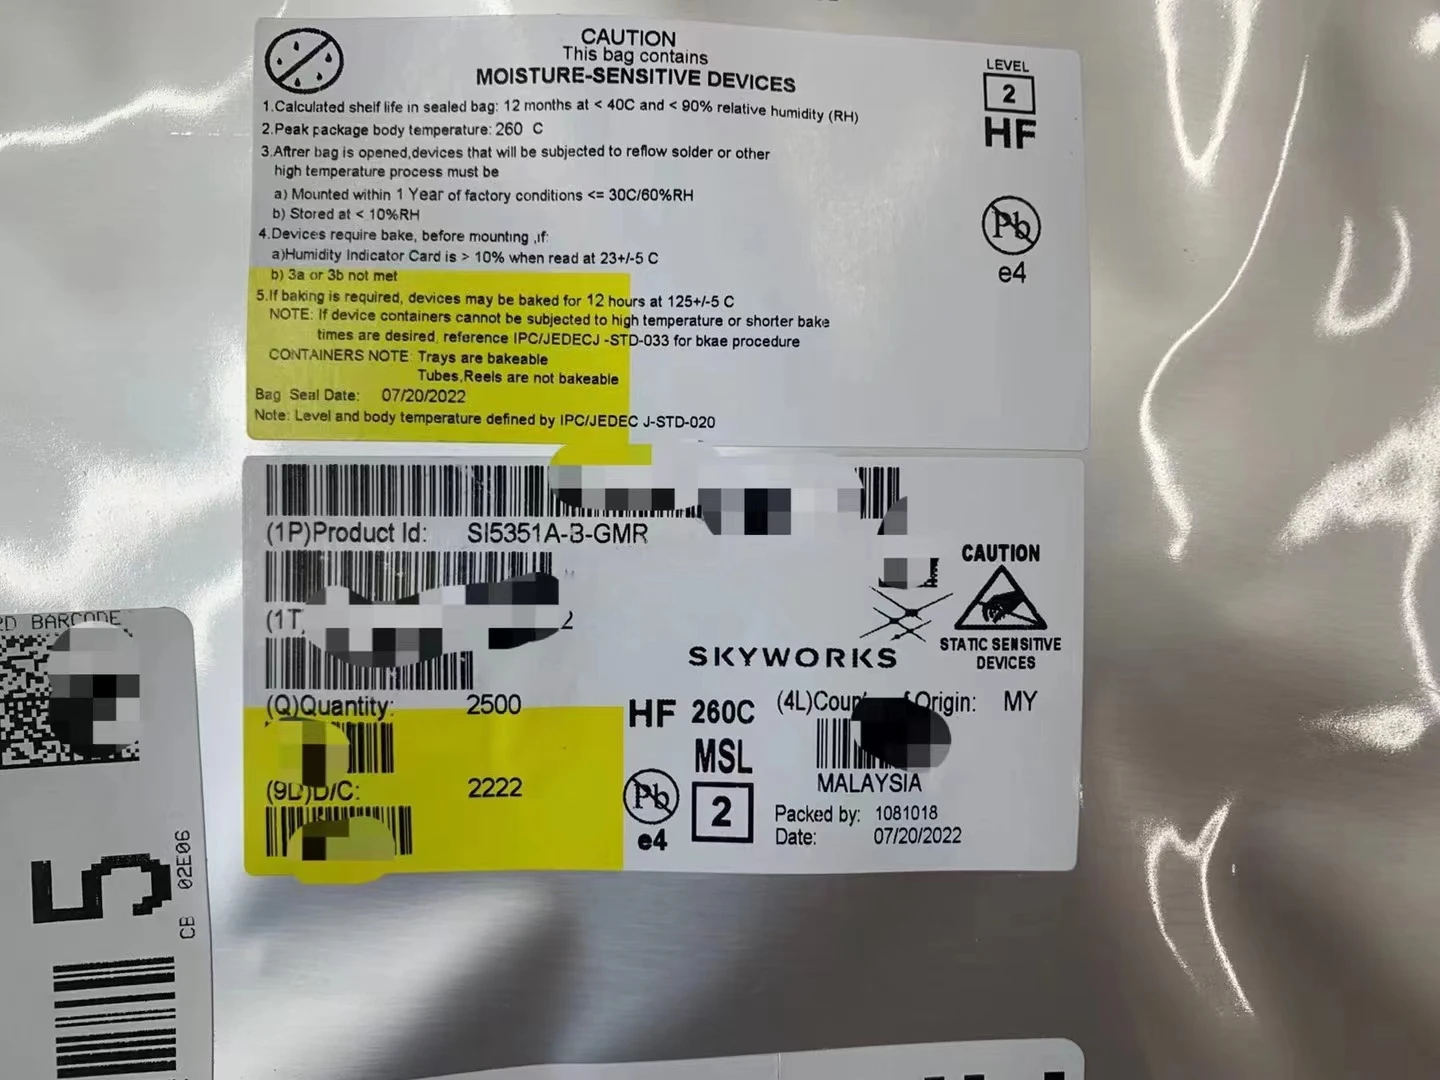 CAUTION
This bag contains
MOISTURE-SENSITIVE DEVICES
LEVEL
2
HF
1.Calculated shelf life in sealed bag: 12 months at < 40C and < 90% relative humidity (RH)
2.Peak package body temperature: 260 C
3.Aftrer bag is opened,devices that will be subjected to reflow solder or other
high temperature process must be
a) Mounted within 1 Year of factory conditions <= 30C/60%RH
b) Stored at < 10%RH
Pb
e4
4.Devices require bake, before mounting ,if:
a)Humidity Indicator Card is > 10% when read at 23+/-5 C
b) 3a or 3b not met
5.If baking is required, devices may be baked for 12 hours at 125+/-5 C
NOTE: If device containers cannot be subjected to high temperature or shorter bake
times are desired, reference IPC/JEDECJ -STD-033 for bkae procedure
CONTAINERS NOTE: Trays are bakeable
Tubes,Reels are not bakeable
Bag Seal Date: 07/20/2022
Note: Level and body temperature defined by IPC/JEDEC J-STD-020
(1P)Product Id: SI5351A-B-GMR
(1T
2
CAUTION
STATIC SENSITIVE
DEVICES
SKYWORKS
(Q)Quantity: 2500
HF 260C
MSL
2
Pb
e4
(4L)Coun of Origin: MY
MALAYSIA
(9D)D/C: 2222
Packed by: 1081018
Date: 07/20/2022
2D BARCODE
5
CB 02E06